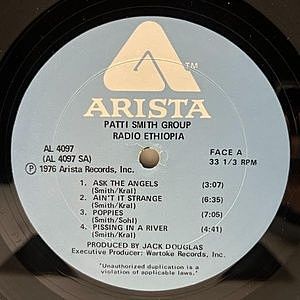 TM
ARISTA
PATTI SMITH GROUP
RADIO ETHIOPIA
AL 4097
(AL 4097 SA)
Ⓟ 1976 Arista Records, Inc.
FACE A
33 1/3 RPM
1. ASK THE ANGELS (3:07)
(Smith/Kral)
2. AIN'T IT STRANGE (6:35)
(Smith/Kral)
3. POPPIES (7:05)
(Smith/Sohl)
4. PISSING IN A RIVER (4:41)
(Smith/Kral)
PRODUCED BY JACK DOUGLAS
Executive Producer: Wartoke Records, Inc.
"Unauthorized duplication is a
violation of applicable laws."